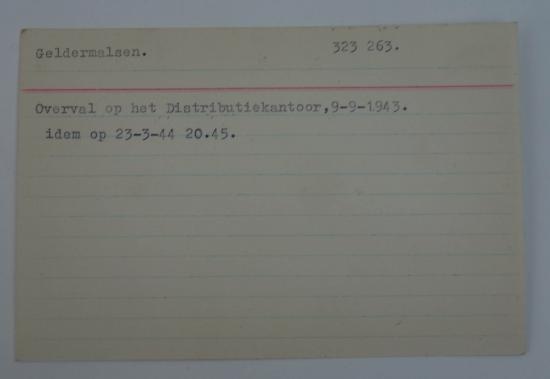 Geldermalsen. 323 263.
Overval op het Distributiekantoor,9-9-1943.
idem op 23-3-44 20.45.